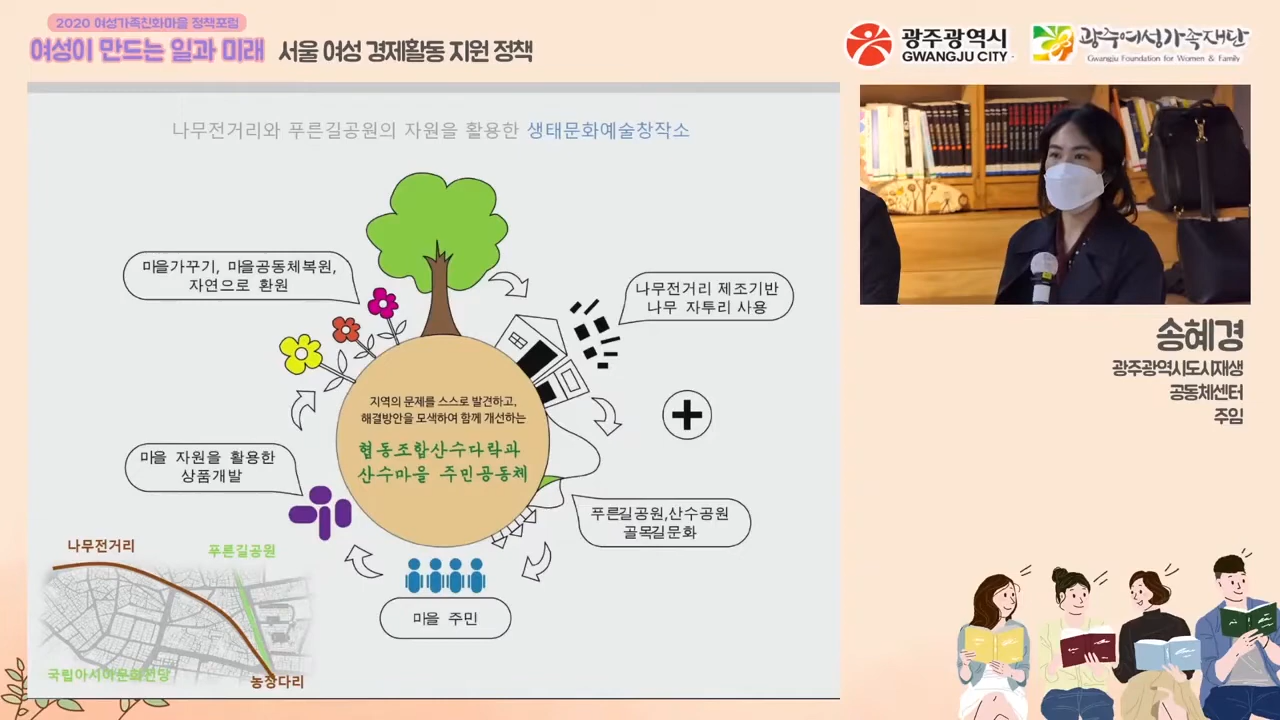 2020 여성가족친화마을 정책포럼
여성이 만드는 일과 미래 서울 여성 경제활동 지원 정책
광주광역시
GWANGJU CITY
광주여성가족재단
Gwangju Foundation for Women & Family
나무전거리와 푸른길공원의 자원을 활용한 생태문화예술창작소
마을가꾸기, 마을공동체복원,
자연으로 환원
나무전거리 제조기반
나무 자투리 사용
지역의 문제를 스스로 발견하고,
해결방안을 모색하여 함께 개선하는
협동조합산수다락과
산수마을 주민공동체
마을 자원을 활용한
상품개발
푸른길공원,산수공원
골목길문화
마을 주민
나무전거리
푸른길공원
국립아시아문화전당
농장다리
송혜경
광주광역시도시재생
공동체센터
주임